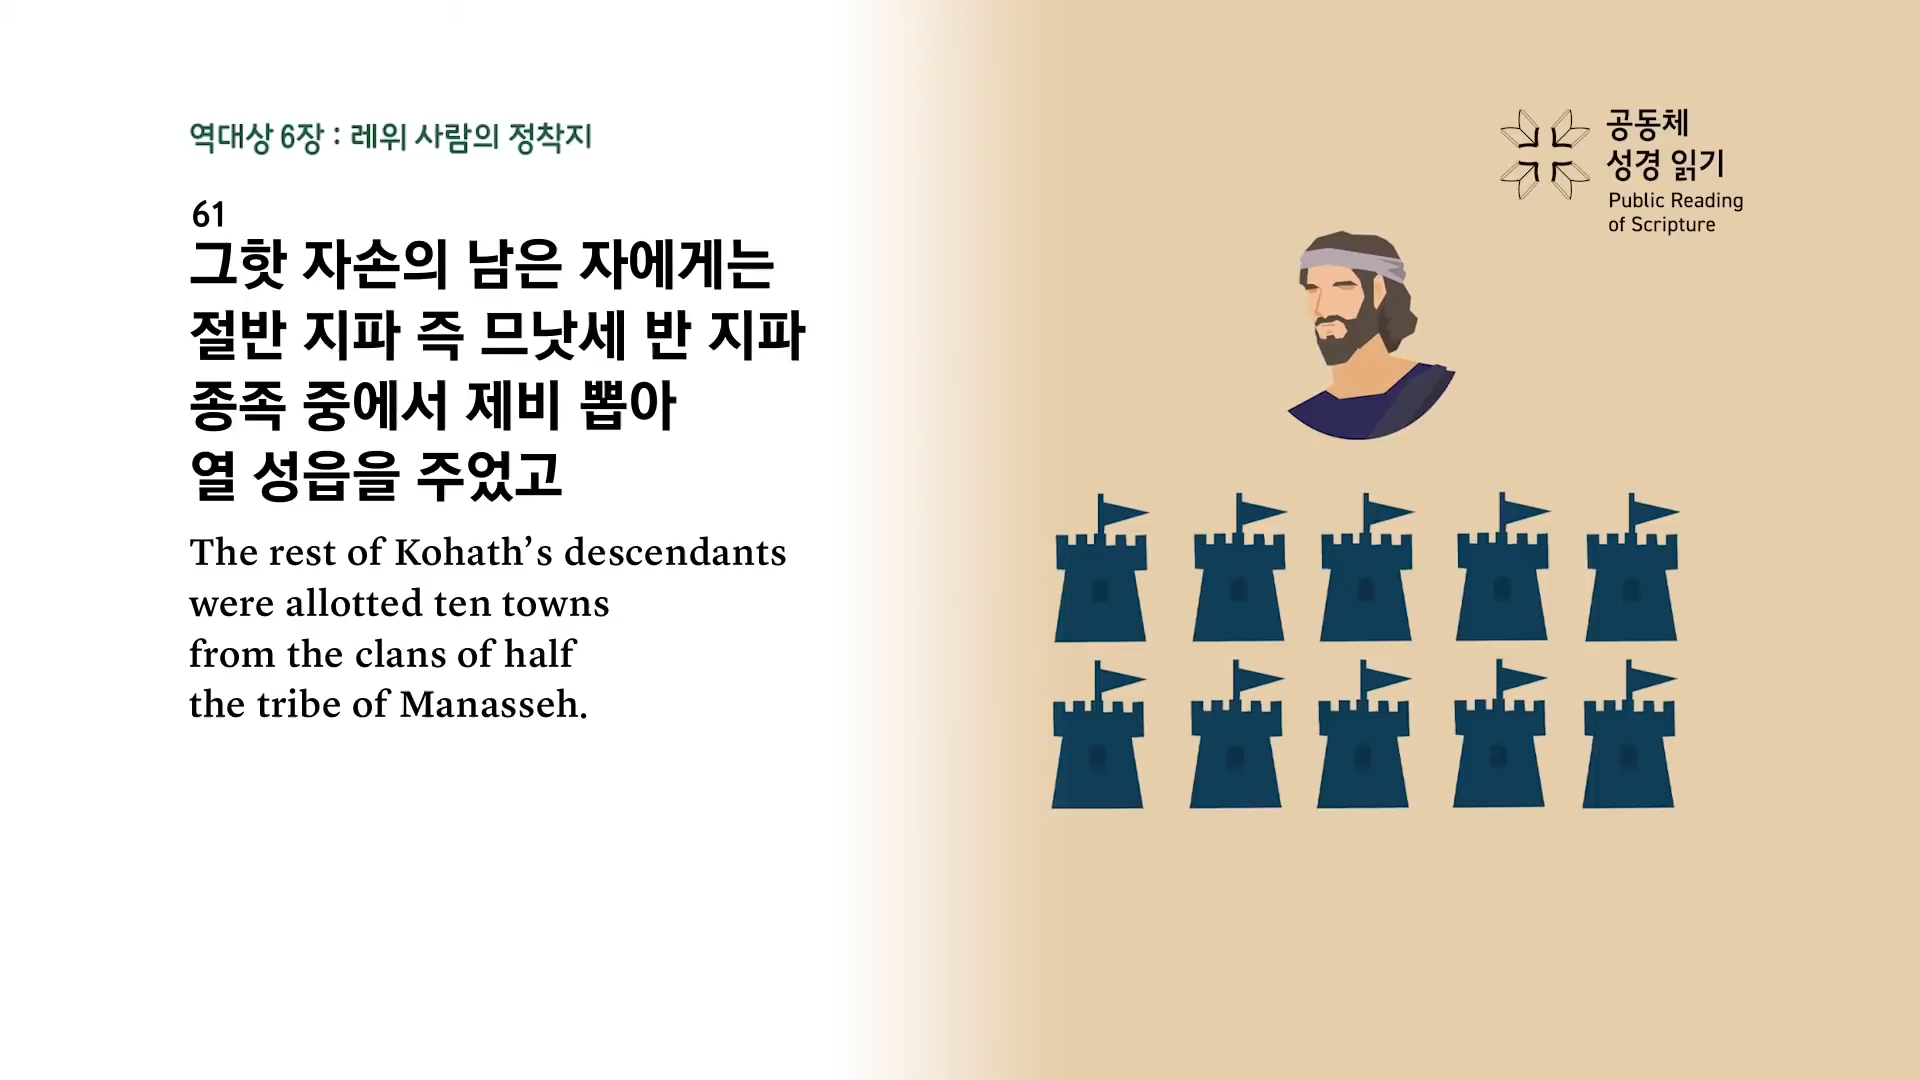 역대상 6장 : 레위 사람의 정착지
61
그핫 자손의 남은 자에게는
절반 지파 즉 므낫세 반 지파
종족 중에서 제비 뽑아
열 성읍을 주었고
The rest of Kohath’s descendants
were allotted ten towns
from the clans of half
the tribe of Manasseh.
공동체
성경 읽기
Public Reading
of Scripture